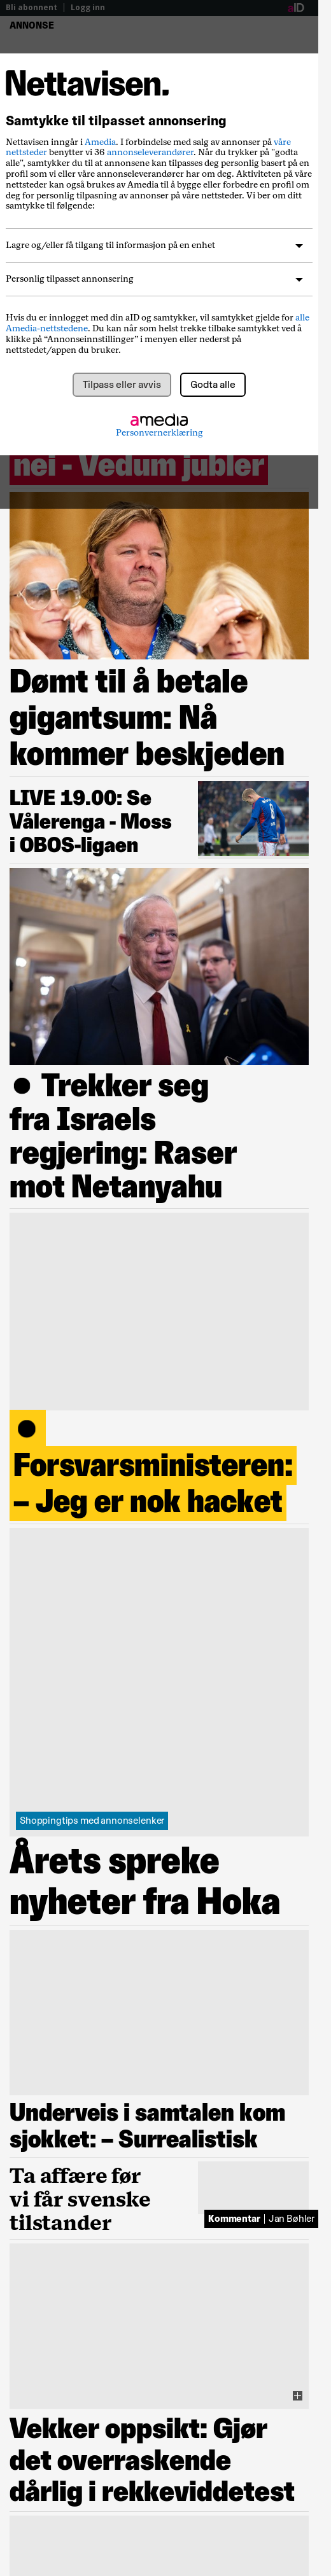 Bli abonnent | Logg inn
aID
ANNONSE
Nettavisen.
Samtykke til tilpasset annonsering
Nettavisen inngår i Amedia. I forbindelse med salg av annonser på våre
nettsteder benytter vi 36 annonseleverandører. Når du trykker på "godta
alle", samtykker du til at annonsene kan tilpasses deg personlig basert på en
profil som vi eller våre annonseleverandører har om deg. Aktiviteten på våre
nettsteder kan også brukes av Amedia til å bygge eller forbedre en profil om
deg for personlig tilpasning av annonser på våre nettsteder. Vi ber om ditt
samtykke til følgende:
Lagre og/eller få tilgang til informasjon på en enhet
Personlig tilpasset annonsering
Hvis du er innlogget med din aID og samtykker, vil samtykket gjelde for alle
Amedia-nettstedene. Du kan når som helst trekke tilbake samtykket ved å
klikke på “Annonseinnstillinger” i menyen eller nederst på
nettstedet/appen du bruker.
Tilpass eller avvis
Godta alle
amedia
Personvernerklæring
nei - Vedum jubler
Dømt til å betale
gigantsum: Nå
kommer beskjeden
LIVE 19.00: Se
Vålerenga - Moss
i OBOS-ligaen
● Trekker seg
fra Israels
regjering: Raser
mot Netanyahu
●
Forsvarsministeren:
– Jeg er nok hacket
Shoppingtips med annonselenker
Årets spreke
nyheter fra Hoka
Underveis i samtalen kom
sjokket: – Surrealistisk
Ta affære før
vi får svenske
tilstander
Kommentar | Jan Bøhler
Vekker oppsikt: Gjør
det overraskende
dårlig i rekkeviddetest